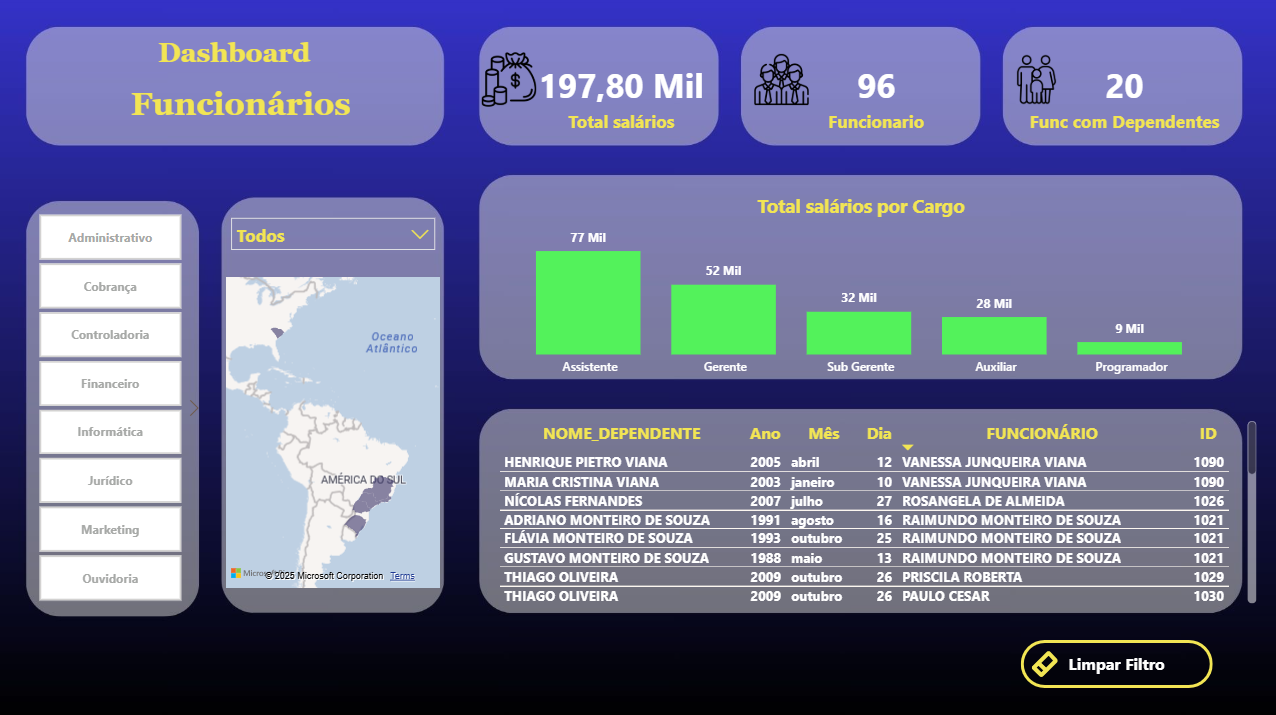 Dashboard
Funcionários
197,80 Mil
Total salários
96
Funcionario
20
Func com Dependentes
Administrativo
Cobrança
Controladoria
Financeiro
Informática
Jurídico
Marketing
Ouvidoria
Todos
Oceano
Atlântico
AMÉRICA DO SUL
© 2025 Microsoft Corporation Terms
Total salários por Cargo
77 Mil
52 Mil
32 Mil
28 Mil
9 Mil
Assistente Gerente Sub Gerente Auxiliar Programador
NOME_DEPENDENTE Ano Mês Dia FUNCIONÁRIO ID
HENRIQUE PIETRO VIANA 2005 abril 12 VANESSA JUNQUEIRA VIANA 1090
MARIA CRISTINA VIANA 2003 janeiro 10 VANESSA JUNQUEIRA VIANA 1090
NÍCOLAS FERNANDES 2007 julho 27 ROSANGELA DE ALMEIDA 1026
ADRIANO MONTEIRO DE SOUZA 1991 agosto 16 RAIMUNDO MONTEIRO DE SOUZA 1021
FLÁVIA MONTEIRO DE SOUZA 1993 outubro 25 RAIMUNDO MONTEIRO DE SOUZA 1021
GUSTAVO MONTEIRO DE SOUZA 1988 maio 13 RAIMUNDO MONTEIRO DE SOUZA 1021
THIAGO OLIVEIRA 2009 outubro 26 PRISCILA ROBERTA 1029
THIAGO OLIVEIRA 2009 outubro 26 PAULO CESAR 1030
Limpar Filtro